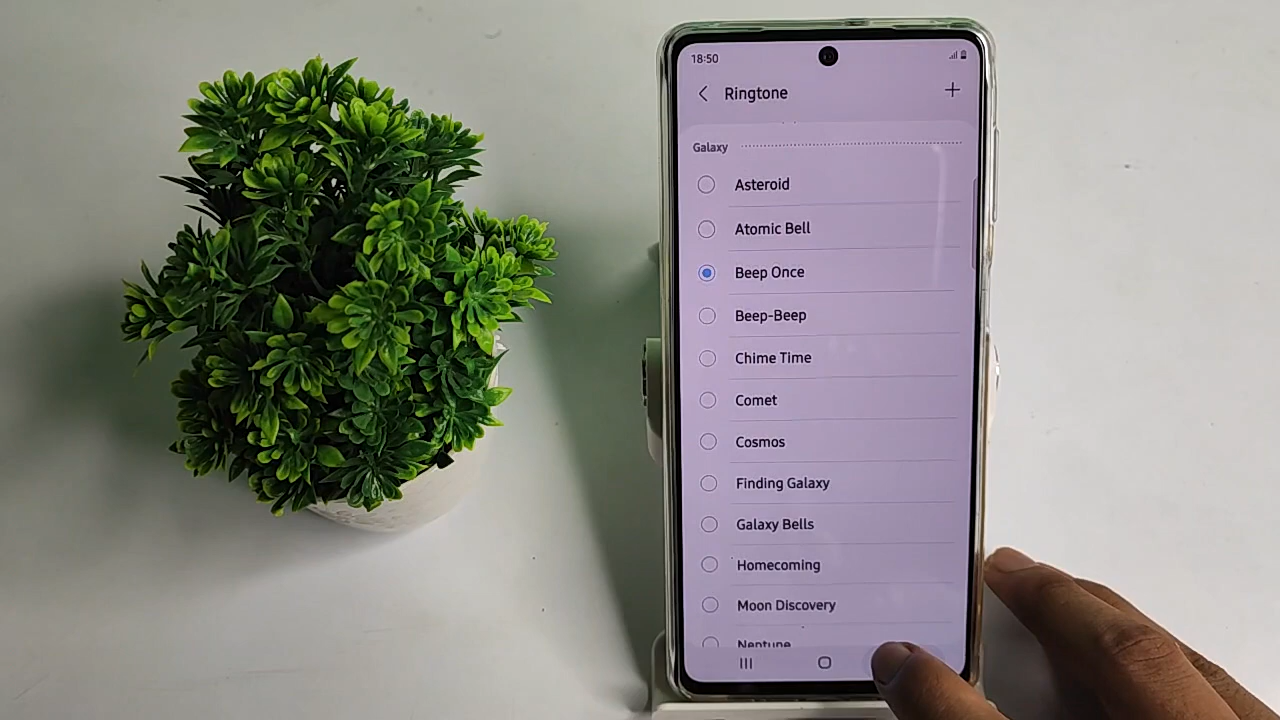 18:50
Ringtone
Galaxy
Asteroid
Atomic Bell
Beep Once
Beep-Beep
Chime Time
Comet
Cosmos
Finding Galaxy
Galaxy Bells
Homecoming
Moon Discovery
Neptune